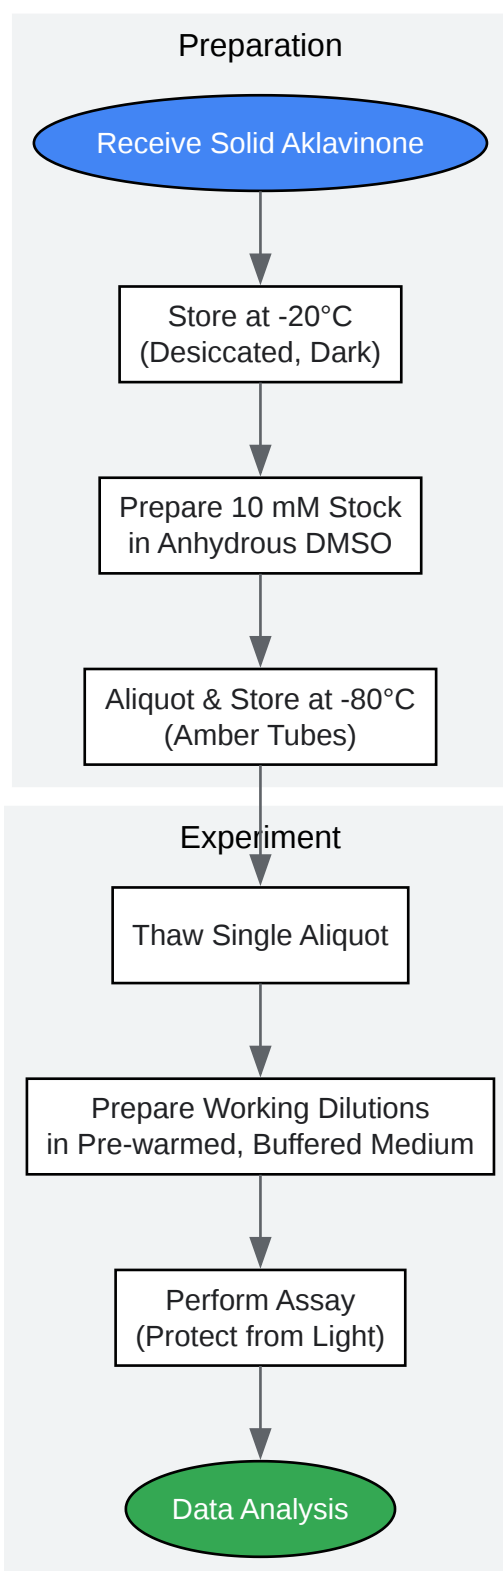 Preparation
Receive Solid Aklavinone
Store at -20°C
(Desiccated, Dark)
Prepare 10 mM Stock
in Anhydrous DMSO
Aliquot & Store at -80°C
(Amber Tubes)
Experiment
Thaw Single Aliquot
Prepare Working Dilutions
in Pre-warmed, Buffered Medium
Perform Assay
(Protect from Light)
Data Analysis